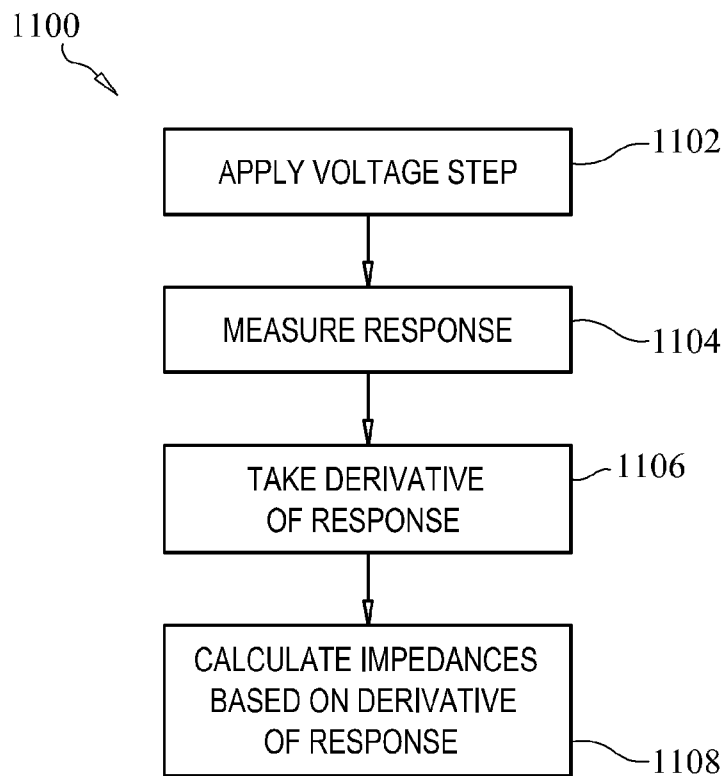 1100
APPLY VOLTAGE STEP
1102
MEASURE RESPONSE
1104
TAKE DERIVATIVE
OF RESPONSE
1106
CALCULATE IMPEDANCES
BASED ON DERIVATIVE
OF RESPONSE
1108